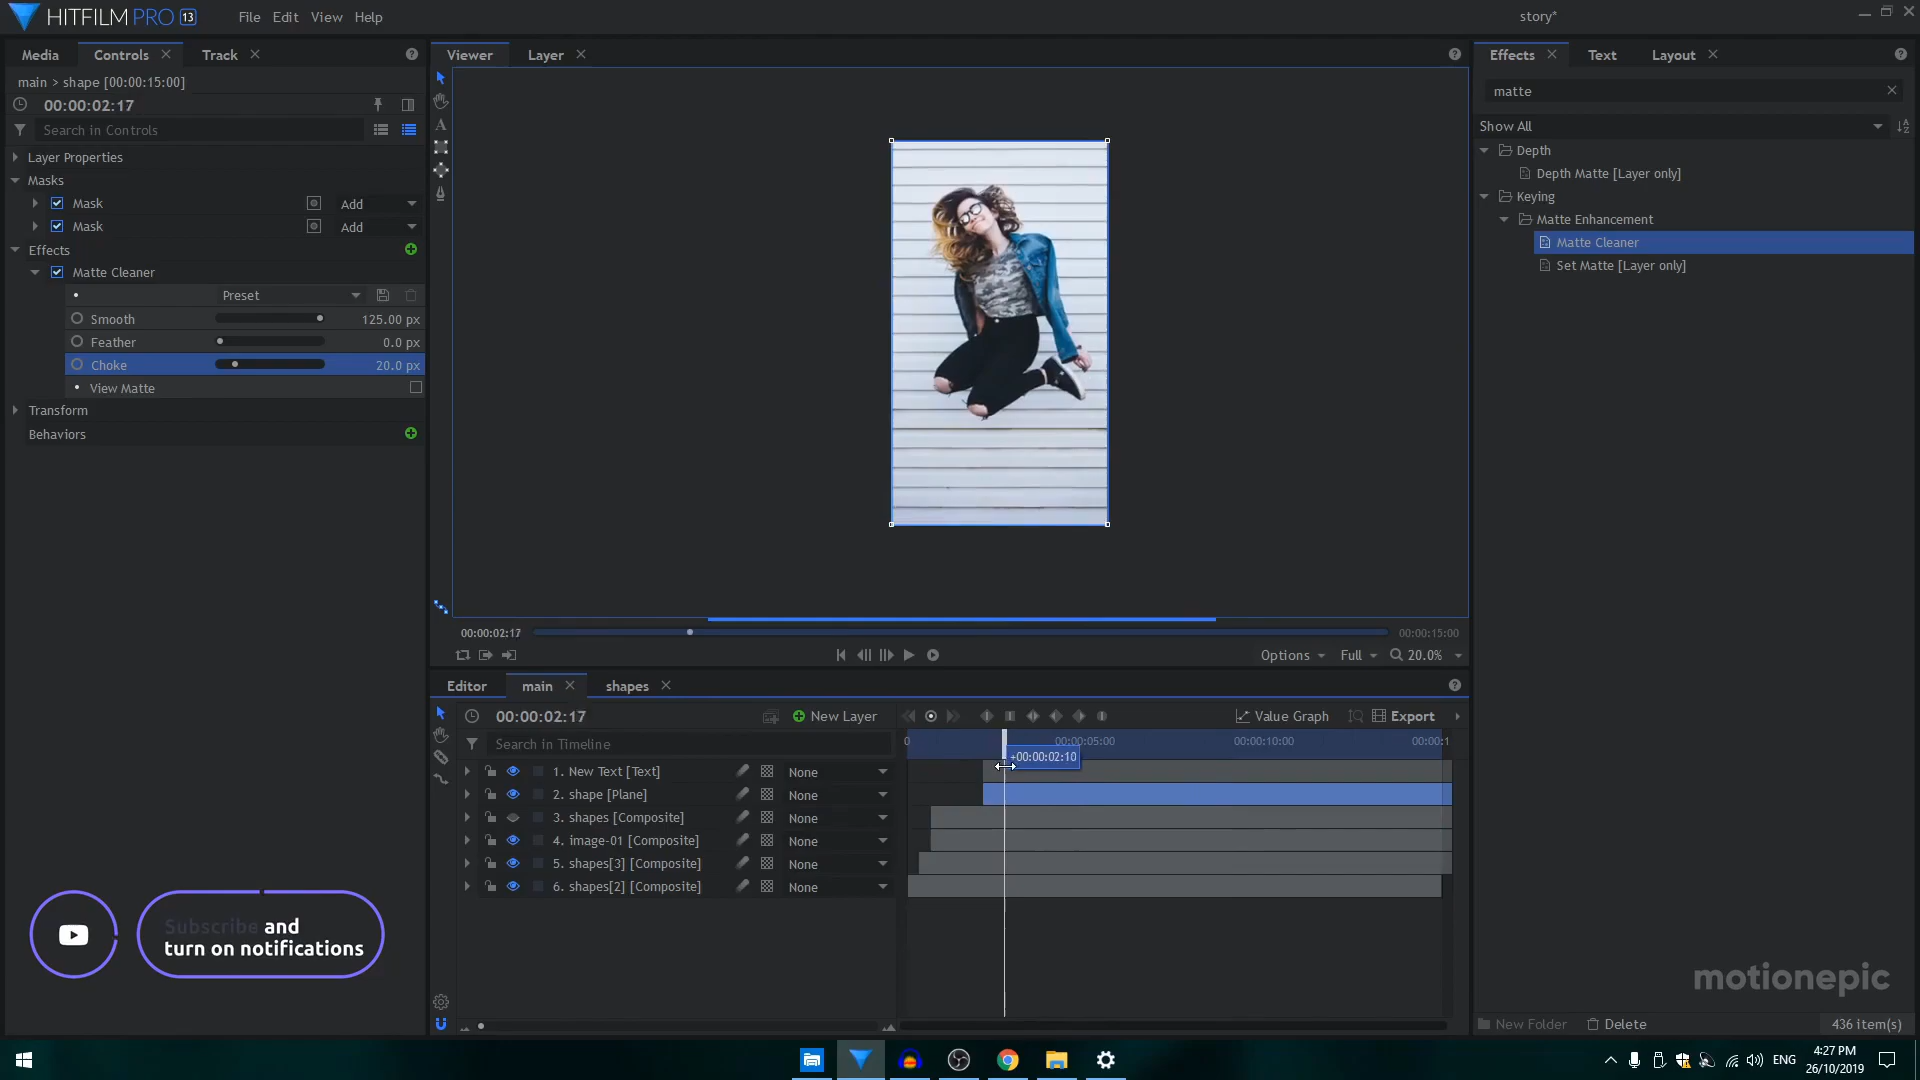 HITFILM PRO 13
File Edit View Help
story*
Media Controls Track
main > shape [00:00:15:00]
00:00:02:17
Search in Controls
Layer Properties
Masks
Mask Add
Mask Add
Effects
Matte Cleaner
Preset
Smooth 125.00 px
Feather 0.0 px
Choke 20.0 px
View Matte
Transform
Behaviors
Subscribe and
turn on notifications
Viewer Layer
00:00:02:17 00:00:15:00
Options Full 20.0%
Editor main shapes
00:00:02:17 New Layer Value Graph Export
Search in Timeline
0 00:00:05:00 00:00:10:00 00:00:1
+00:00:02:10
1. New Text [Text] None
2. shape [Plane] None
3. shapes [Composite] None
4. image-01 [Composite] None
5. shapes[3] [Composite] None
6. shapes[2] [Composite] None
Effects Text Layout
matte
Show All
Depth
Depth Matte [Layer only]
Keying
Matte Enhancement
Matte Cleaner
Set Matte [Layer only]
motionepic
New Folder Delete 436 item(s)
ENG
4:27 PM
26/10/2019